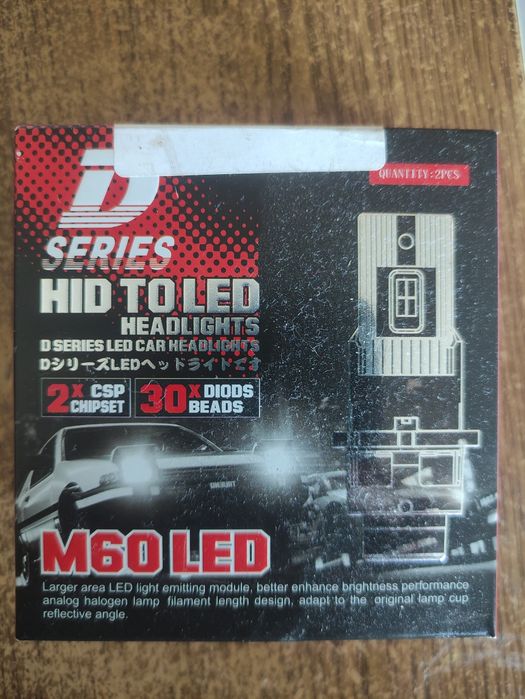 D
SERIES
QUANTITY:2PCS
HID TO LED
HEADLIGHTS
D SERIES LED CAR HEADLIGHTS
DシリーズLEDヘッドライトです
2X CSP CHIPSET
30X DIODS BEADS
M60 LED
Larger area LED light emitting module, better enhance brightness performance
analog halogen lamp filament length design, adapt to the original lamp cup
reflective angle.